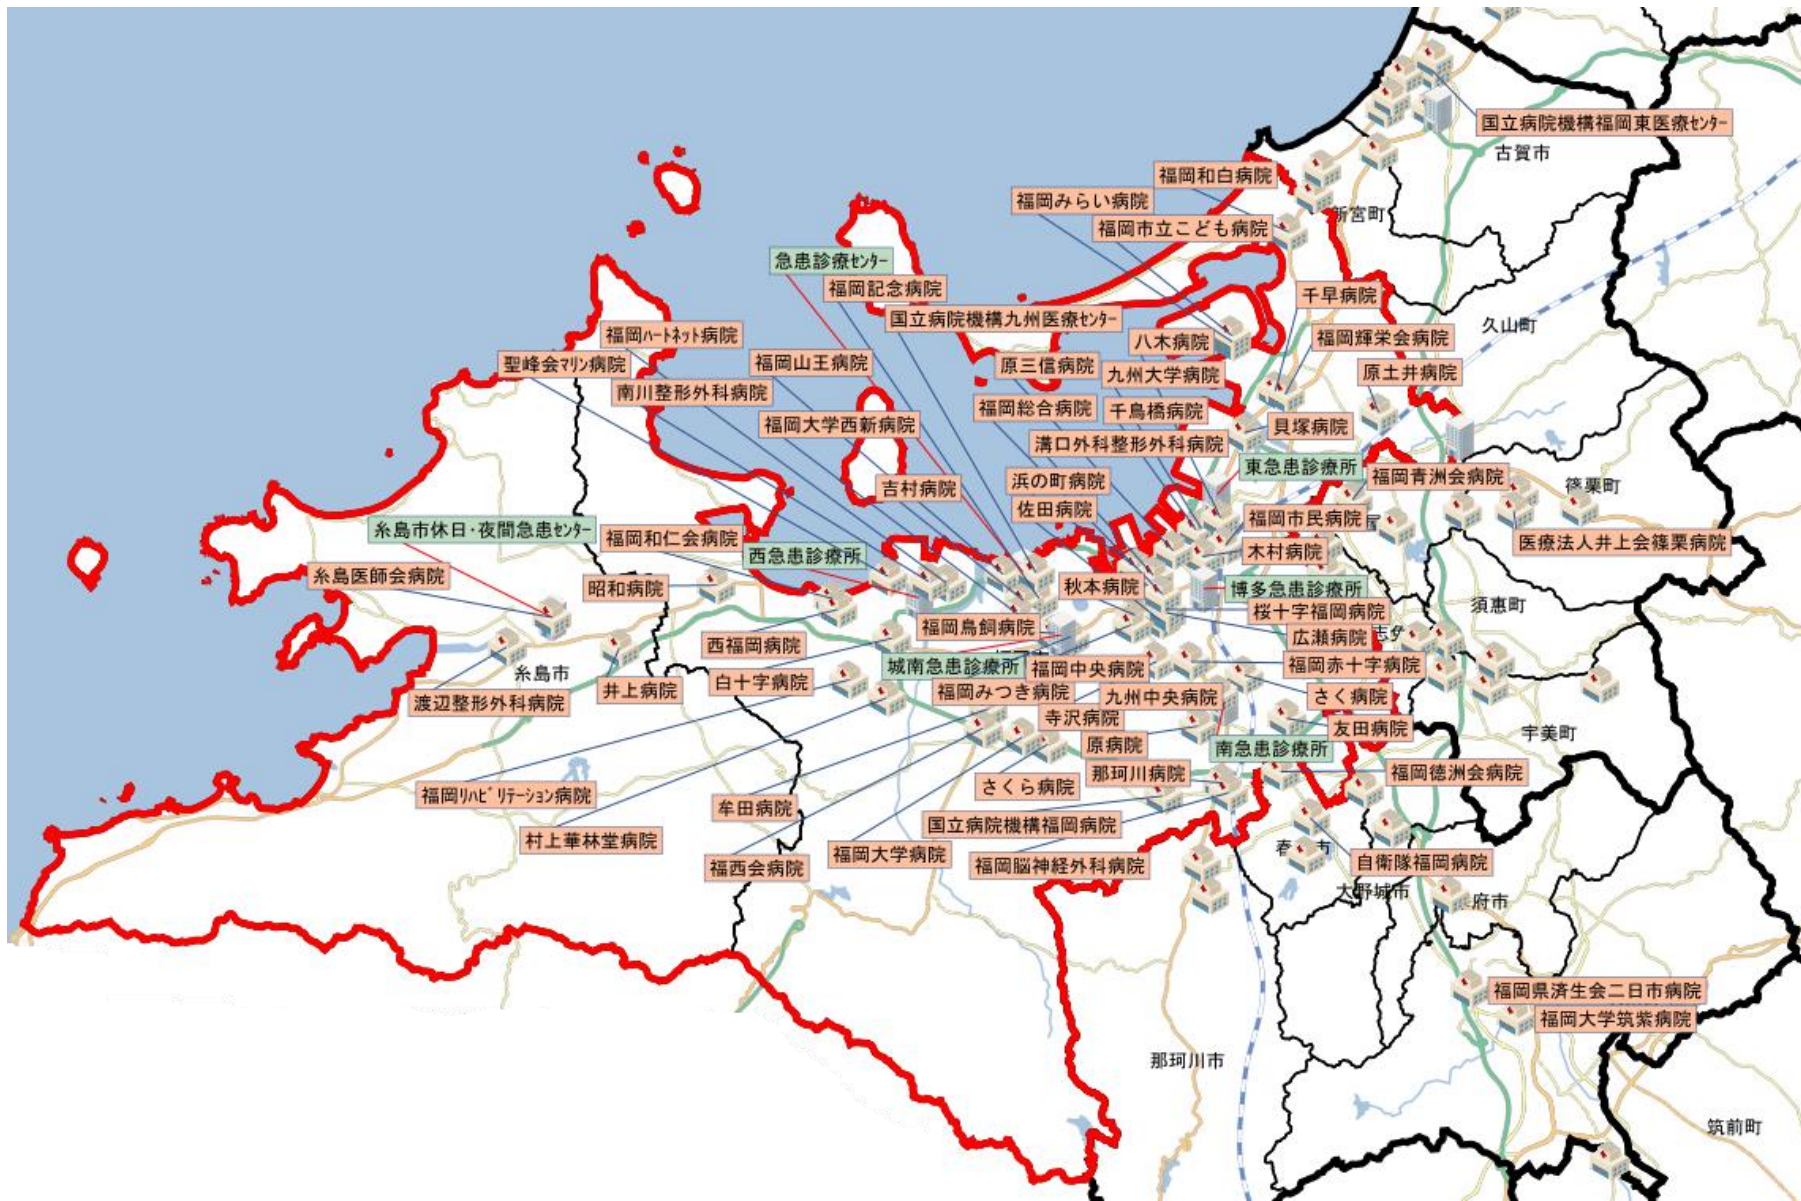 国立病院機構福岡東医療ｾﾝﾀｰ
古賀市
福岡和白病院
福岡みらい病院
新宮町
福岡市立こども病院
急患診療ｾﾝﾀｰ
福岡記念病院
千早病院
国立病院機構九州医療ｾﾝﾀｰ
久山町
福岡ﾊｰﾄﾈｯﾄ病院
八木病院
福岡輝栄会病院
聖峰会ﾏﾘﾝ病院
福岡山王病院
原三信病院
九州大学病院
原土井病院
南川整形外科病院
福岡総合病院
千鳥橋病院
福岡大学西新病院
貝塚病院
溝口外科整形外科病院
東急患診療所
福岡青洲会病院
吉村病院
浜の町病院
篠栗町
佐田病院
福岡市民病院
糸島市休日･夜間急患ｾﾝﾀｰ
福岡和仁会病院
西急患診療所
木村病院
医療法人井上会篠栗病院
糸島医師会病院
昭和病院
秋本病院
博多急患診療所
須恵町
桜十字福岡病院
福岡鳥飼病院
広瀬病院
西福岡病院
城南急患診療所
福岡中央病院
福岡赤十字病院
糸島市
白十字病院
井上病院
福岡みつき病院
九州中央病院
さく病院
渡辺整形外科病院
寺沢病院
友田病院
宇美町
原病院
南急患診療所
那珂川病院
福岡徳洲会病院
さくら病院
福岡ﾘﾊﾋﾞﾘﾃｰｼｮﾝ病院
牟田病院
国立病院機構福岡病院
村上華林堂病院
福岡大学病院
福西会病院
福岡脳神経外科病院
自衛隊福岡病院
大野城市
府市
福岡県済生会二日市病院
福岡大学筑紫病院
那珂川市
筑前町